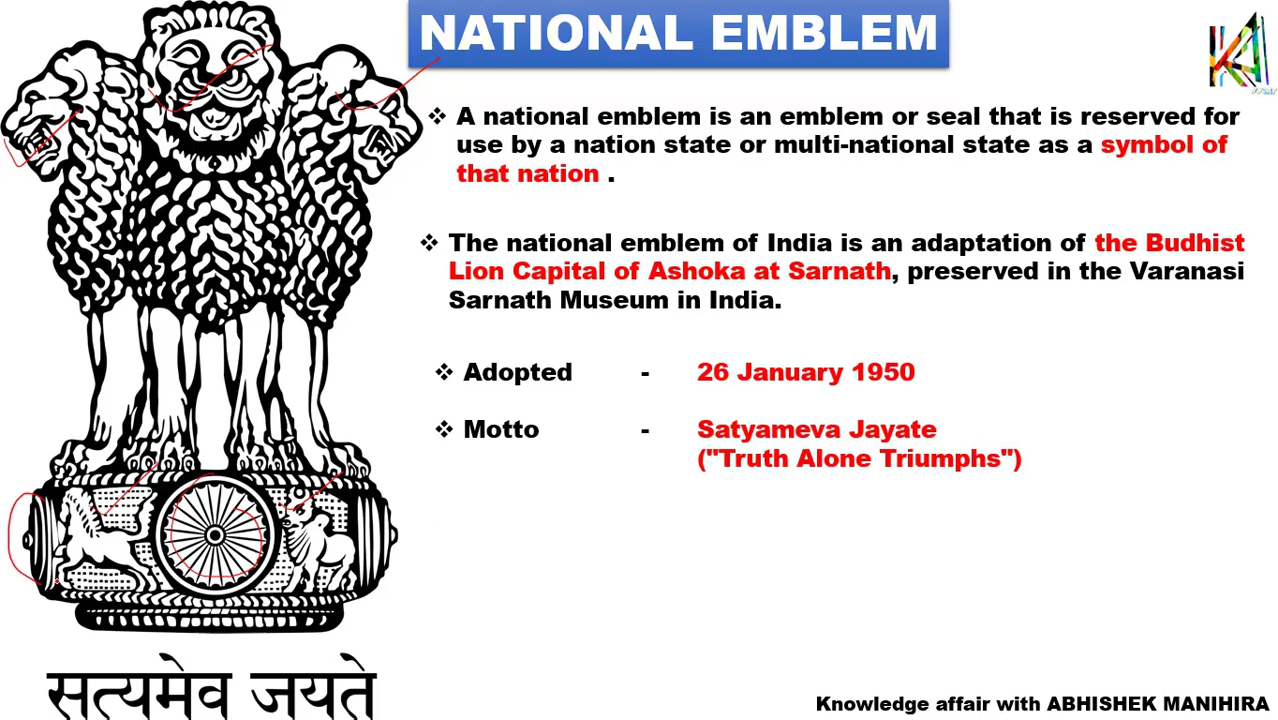 NATIONAL EMBLEM
❖ A national emblem is an emblem or seal that is reserved for
use by a nation state or multi-national state as a symbol of
that nation .
❖ The national emblem of India is an adaptation of the Budhist
Lion Capital of Ashoka at Sarnath, preserved in the Varanasi
Sarnath Museum in India.
❖ Adopted - 26 January 1950
❖ Motto - Satyameva Jayate
("Truth Alone Triumphs")
सत्यमेव जयते
Knowledge affair with ABHISHEK MANIHIRA